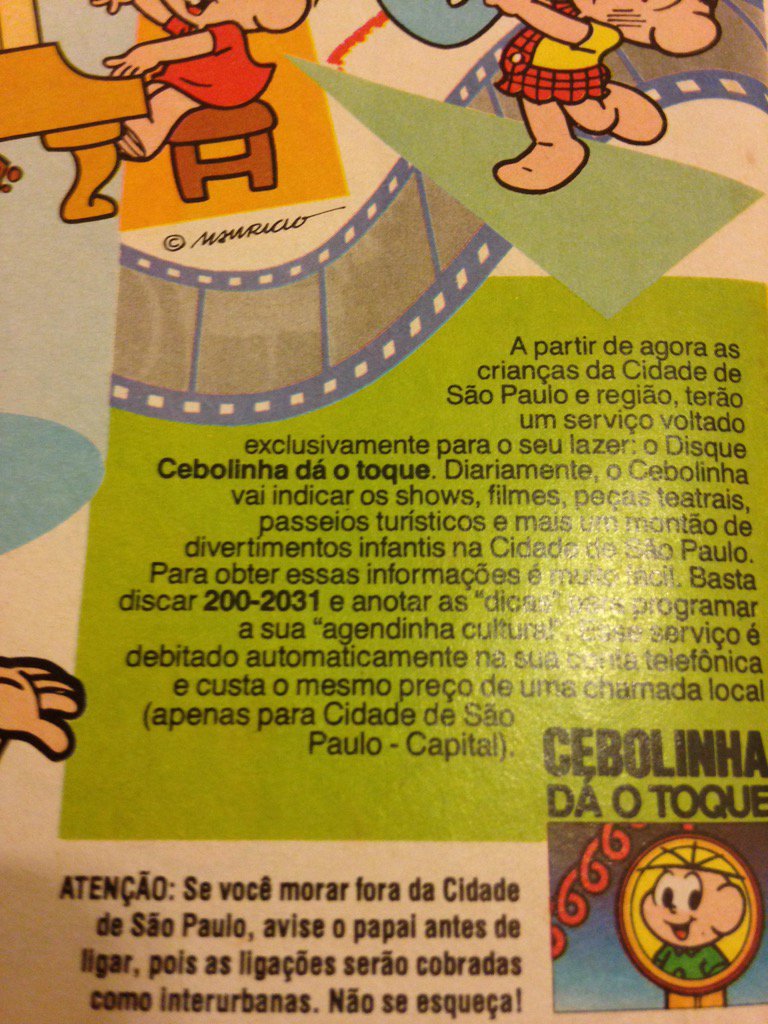 © MAURICIO
A partir de agora as
crianças da Cidade de
São Paulo e região, terão
um serviço voltado
exclusivamente para o seu lazer: o Disque
Cebolinha dá o toque. Diariamente, o Cebolinha
vai indicar os shows, filmes, peças teatrais,
passeios turísticos e mais um montão de
divertimentos infantis na Cidade de São Paulo.
Para obter essas informações é muito fácil. Basta
discar 200-2031 e anotar as "dicas" para programar
a sua "agendinha cultural". Esse serviço é
debitado automaticamente na sua conta telefônica
e custa o mesmo preço de uma chamada local
(apenas para Cidade de São
Paulo - Capital).
CEBOLINHA
DÁ O TOQUE
ATENÇÃO: Se você morar fora da Cidade
de São Paulo, avise o papai antes de
ligar, pois as ligações serão cobradas
como interurbanas. Não se esqueça!